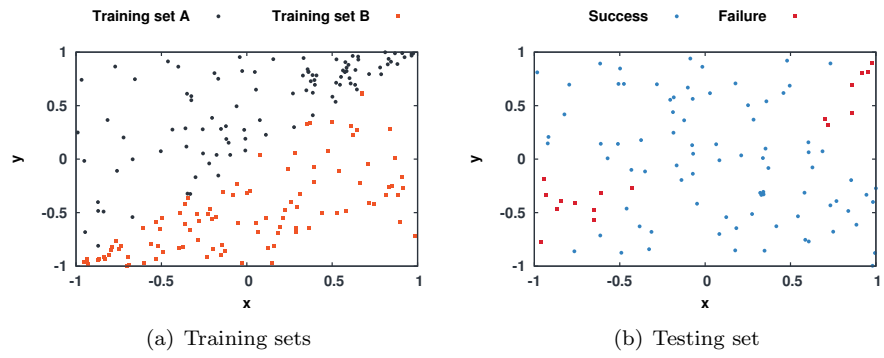 Training set A Training set B
Success Failure
1
0.5
0
-0.5
-1
y
-1 -0.5 0 0.5 1
x
1
0.5
0
-0.5
-1
y
-1 -0.5 0 0.5 1
x
(a) Training sets
(b) Testing set